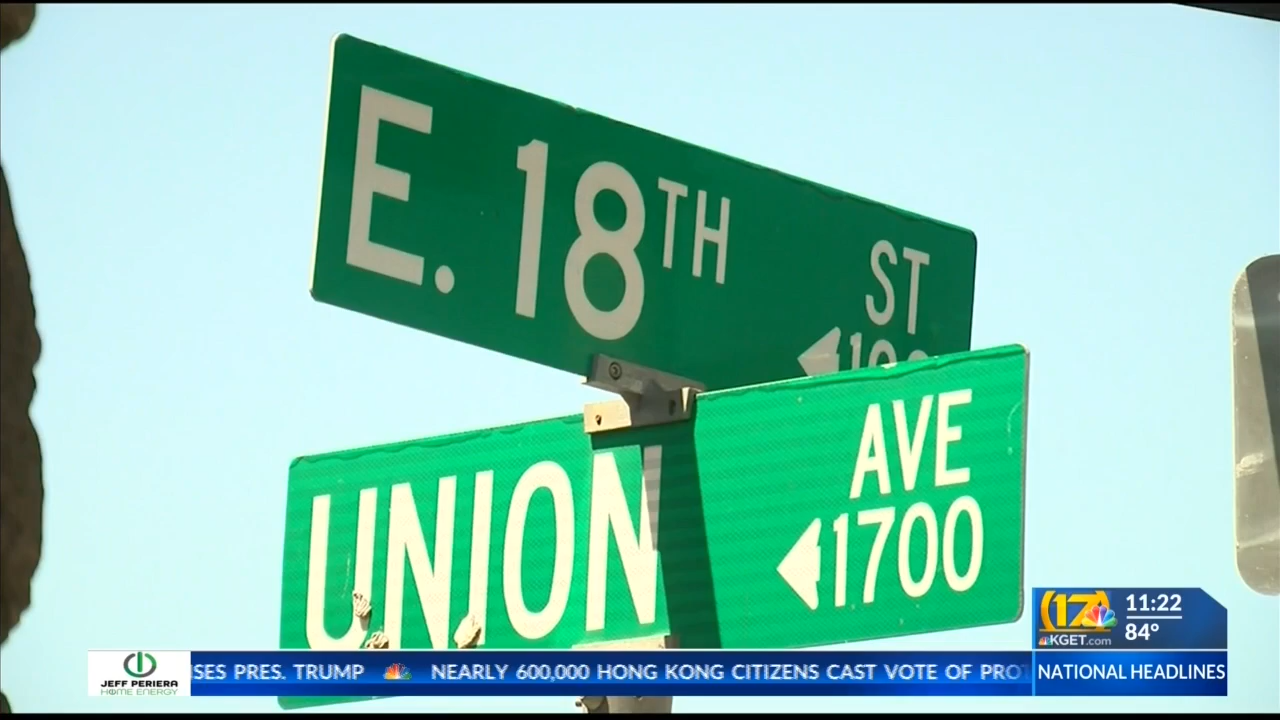 E. 18TH
ST
UNION
AVE
1700
17
KGET.com
11:22
84°
JEFF PERIERA
HOME ENERGY
PRES. TRUMP
NEARLY 600,000 HONG KONG CITIZENS CAST VOTE OF
NATIONAL HEADLINES